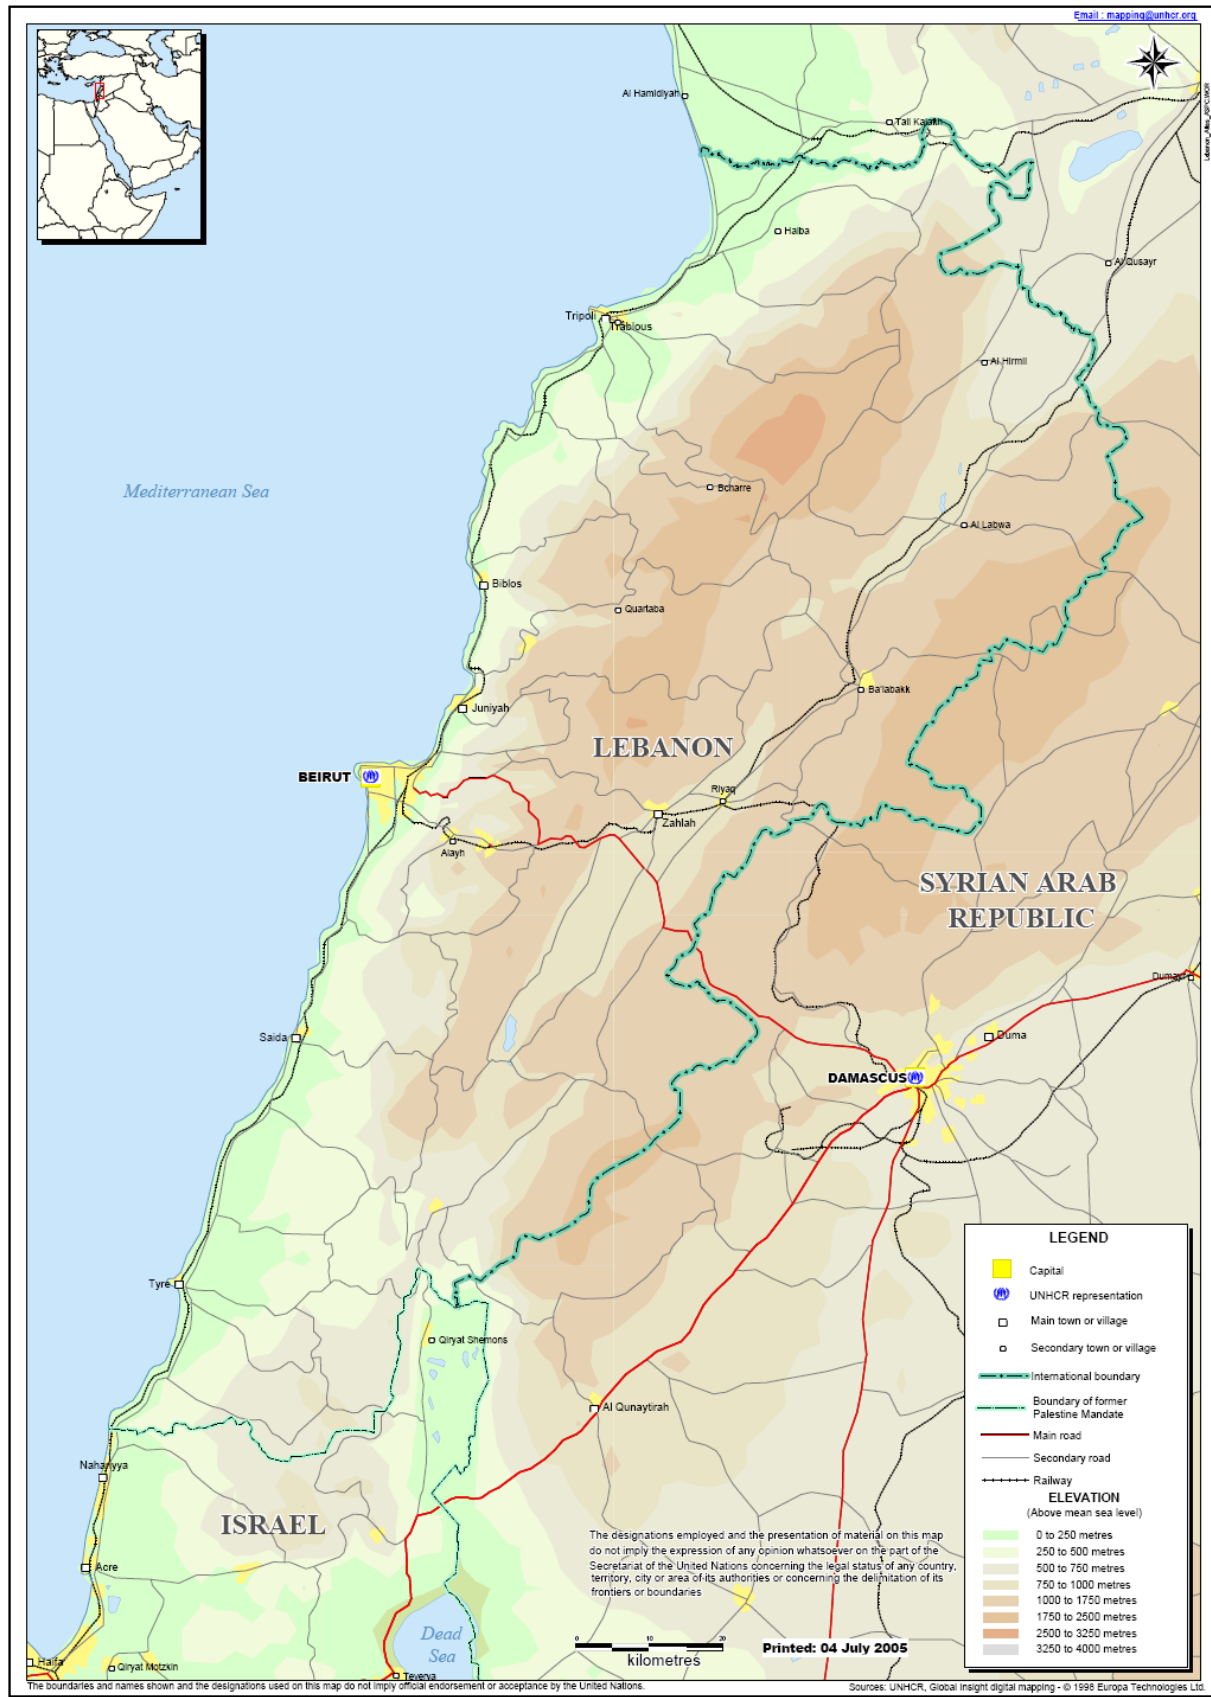 Email : mapping@unhcr.org
Lebanon_Atlas_A3PC.WOR
Al Hamidiyah
Tall Kalakh
Halba
Al Qusayr
Tripoli
Trablous
Al Hirmil
Mediterranean Sea
Bcharre
Al Labwa
Biblos
Quartaba
Ba'labakk
Juniyah
LEBANON
BEIRUT
Riyaq
Zahlah
Alayh
SYRIAN ARAB
REPUBLIC
Dumayr
Saida
Duma
DAMASCUS
Tyre
Qiryat Shemons
Al Qunaytirah
Nahariyya
ISRAEL
Acre
Dead
Sea
Haifa
Qiryat Motzkin
Teverya
LEGEND
Capital
UNHCR representation
Main town or village
Secondary town or village
International boundary
Boundary of former
Palestine Mandate
Main road
Secondary road
Railway
ELEVATION
(Above mean sea level)
0 to 250 metres
250 to 500 metres
500 to 750 metres
750 to 1000 metres
1000 to 1750 metres
1750 to 2500 metres
2500 to 3250 metres
3250 to 4000 metres
The designations employed and the presentation of material on this map
do not imply the expression of any opinion whatsoever on the part of the
Secretariat of the United Nations concerning the legal status of any country,
territory, city or area of its authorities or concerning the delimitation of its
frontiers or boundaries
0 10 20
kilometres
Printed: 04 July 2005
The boundaries and names shown and the designations used on this map do not imply official endorsement or acceptance by the United Nations.
Sources: UNHCR, Global Insight digital mapping - © 1998 Europa Technologies Ltd.